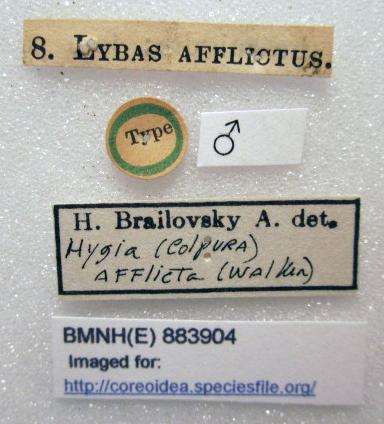 8. LYBAS AFFLICTUS.
Type
♂
H. Brailovsky A. det.
Hygia (Colpura)
AFFLICTA (Walker)
BMNH(E) 883904
Imaged for:
http://coreoidea.speciesfile.org/